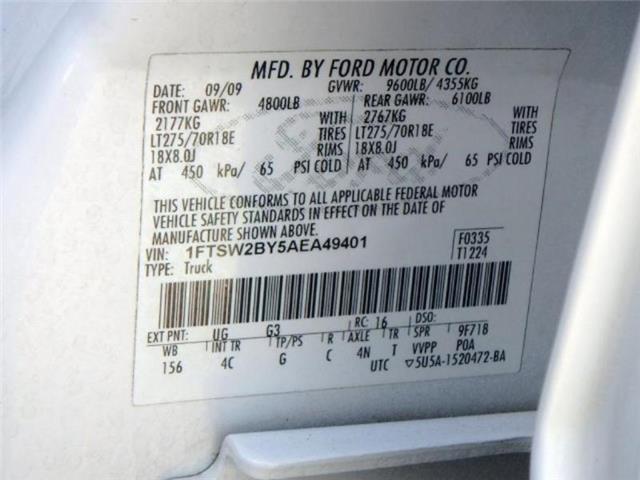 MFD. BY FORD MOTOR CO.
DATE: 09/09 GVWR: 9600LB/ 4355KG
FRONT GAWR: 4800LB REAR GAWR: 6100LB
2177KG WITH 2767KG WITH
LT275/70R18E TIRES LT275/70R18E TIRES
18X8.0J RIMS 18X8.0J RIMS
AT 450 kPa/ 65 PSI COLD AT 450 kPa/ 65 PSI COLD
THIS VEHICLE CONFORMS TO ALL APPLICABLE FEDERAL MOTOR
VEHICLE SAFETY STANDARDS IN EFFECT ON THE DATE OF
MANUFACTURE SHOWN ABOVE.
VIN: 1FTSW2BY5AEA49401 F0335
TYPE: Truck T1224
EXT PNT: UG G3 RC: 16 DSO:
WB INT TR TP/PS R AXLE TR SPR 9F71B
156 4C G C 4N T VVPP POA
UTC ▽5U5A-1520472-BA